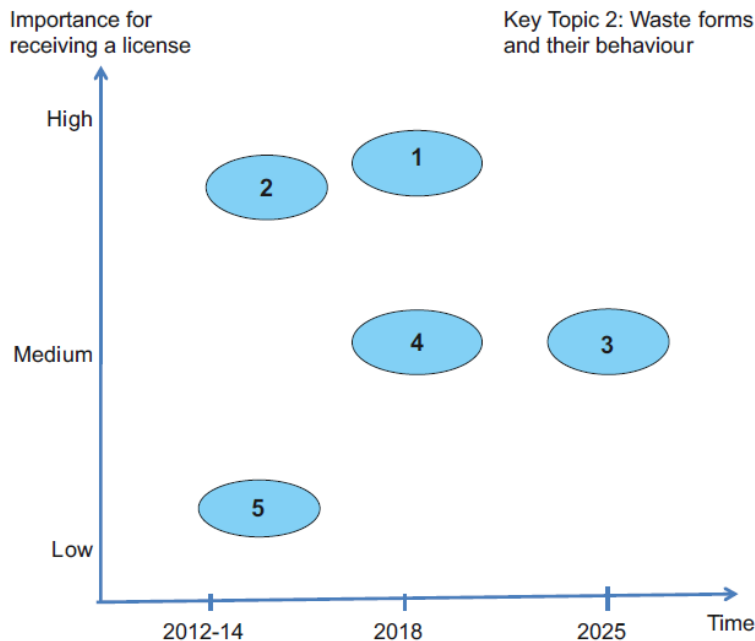 Importance for
receiving a license
Key Topic 2: Waste forms
and their behaviour
High
1
2
4
3
Medium
5
Low
Time
2012-14
2018
2025